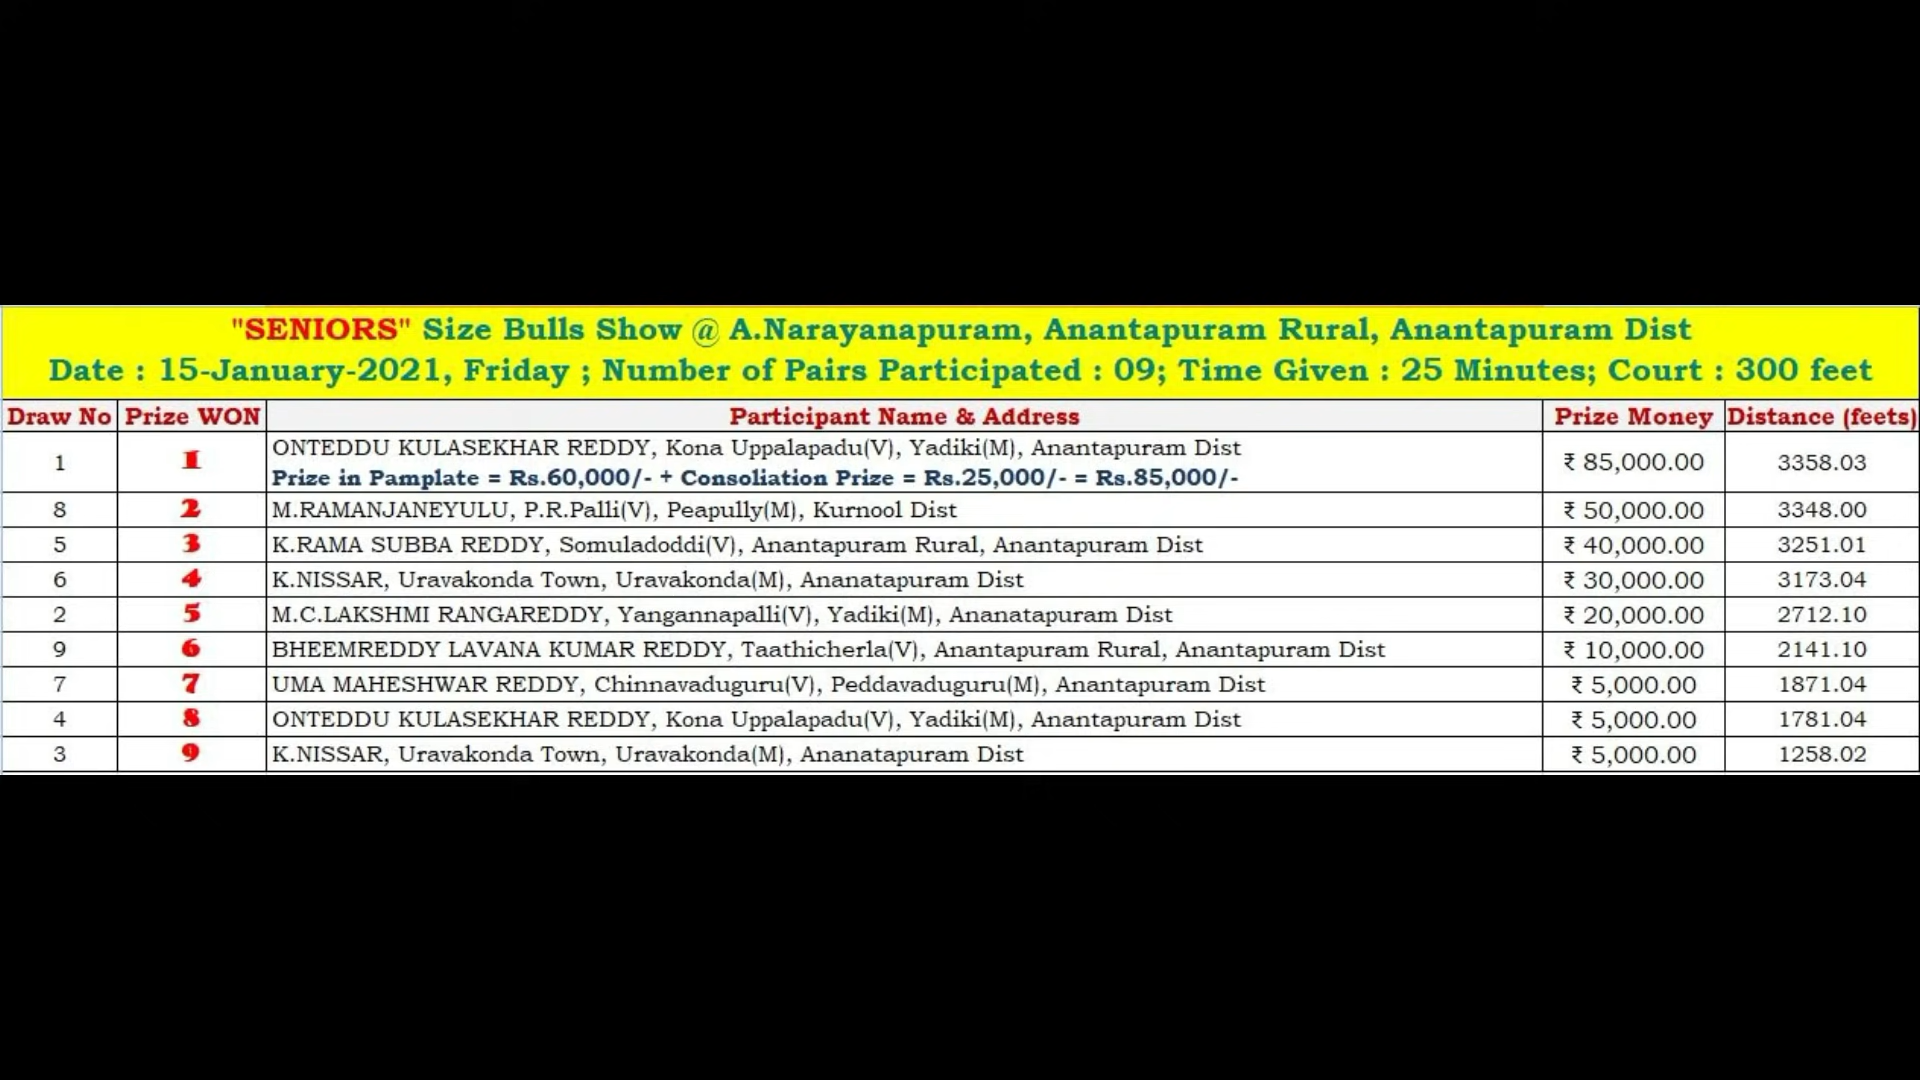 "SENIORS" Size Bulls Show @ A.Narayanapuram, Anantapuram Rural, Anantapuram Dist
Date : 15-January-2021, Friday ; Number of Pairs Participated : 09; Time Given : 25 Minutes; Court : 300 feet
Draw No Prize WON Participant Name & Address Prize Money Distance (feets)
1 1 ONTEDDU KULASEKHAR REDDY, Kona Uppalapadu(V), Yadiki(M), Anantapuram Dist ₹ 85,000.00 3358.03
Prize in Pamplate = Rs.60,000/- + Consoliation Prize = Rs.25,000/- = Rs.85,000/-
8 2 M.RAMANJANEYULU, P.R.Palli(V), Peapully(M), Kurnool Dist ₹ 50,000.00 3348.00
5 3 K.RAMA SUBBA REDDY, Somuladoddi(V), Anantapuram Rural, Anantapuram Dist ₹ 40,000.00 3251.01
6 4 K.NISSAR, Uravakonda Town, Uravakonda(M), Ananatapuram Dist ₹ 30,000.00 3173.04
2 5 M.C.LAKSHMI RANGAREDDY, Yangannapalli(V), Yadiki(M), Ananatapuram Dist ₹ 20,000.00 2712.10
9 6 BHEEMREDDY LAVANA KUMAR REDDY, Taathicherla(V), Anantapuram Rural, Anantapuram Dist ₹ 10,000.00 2141.10
7 7 UMA MAHESHWAR REDDY, Chinnavaduguru(V), Peddavaduguru(M), Anantapuram Dist ₹ 5,000.00 1871.04
4 8 ONTEDDU KULASEKHAR REDDY, Kona Uppalapadu(V), Yadiki(M), Anantapuram Dist ₹ 5,000.00 1781.04
3 9 K.NISSAR, Uravakonda Town, Uravakonda(M), Ananatapuram Dist ₹ 5,000.00 1258.02